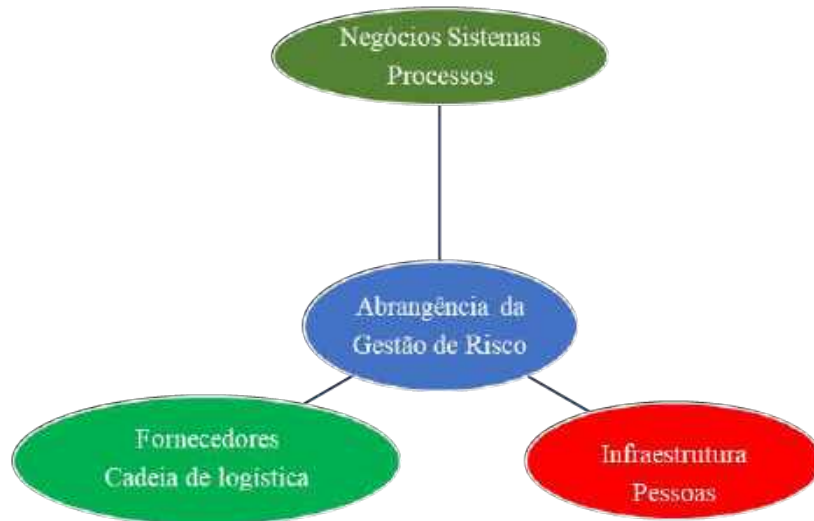 Negócios Sistemas
Processos
Abrangência da
Gestão de Risco
Fornecedores
Cadeia de logística
Infraestrutura
Pessoas